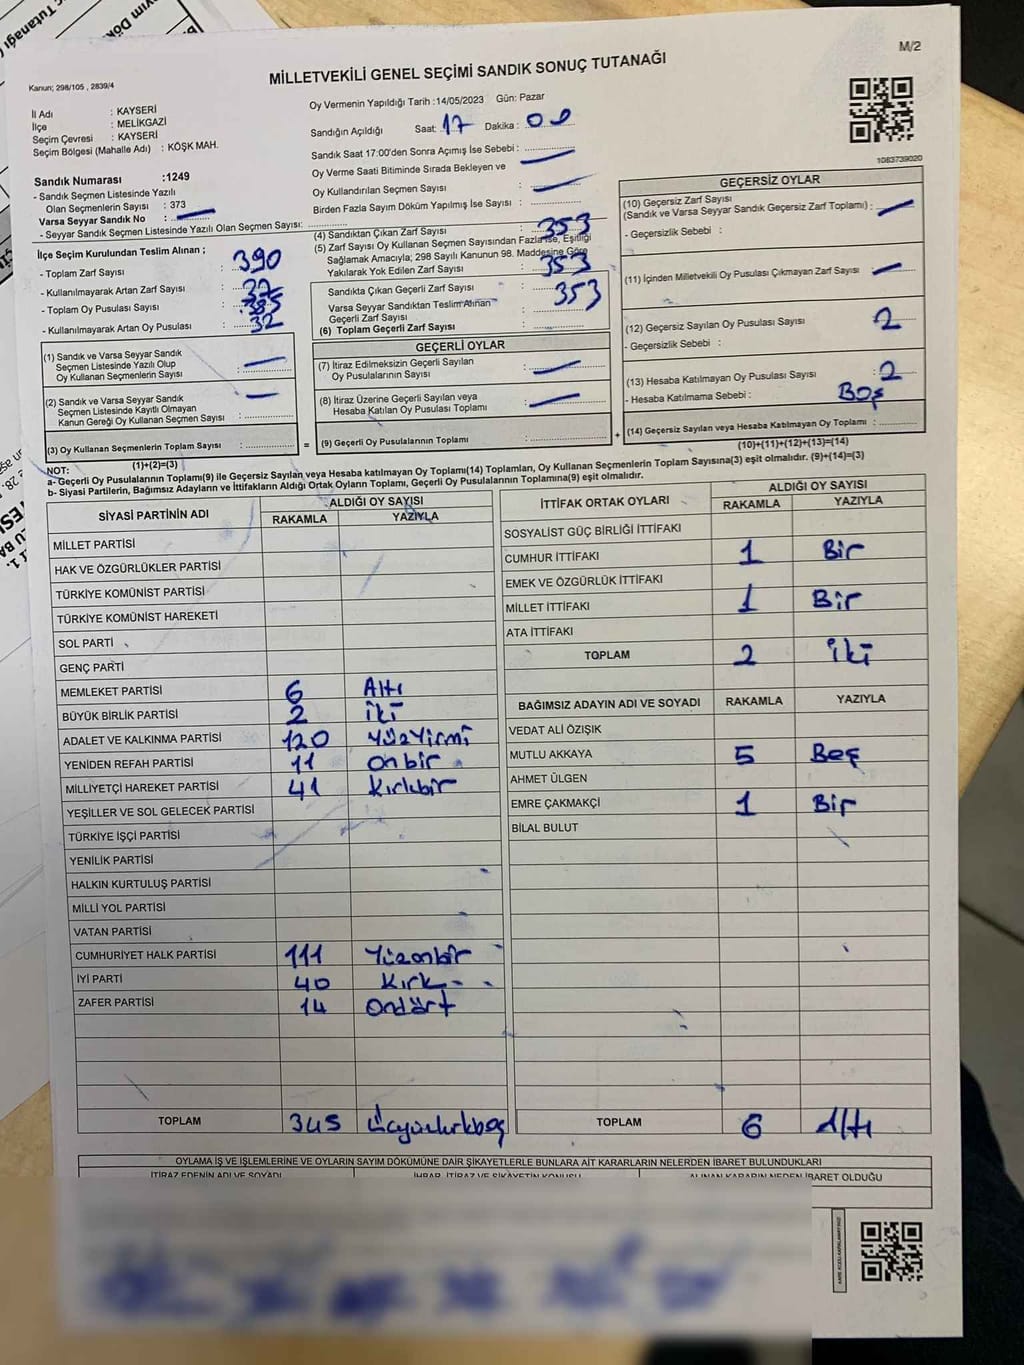 M/2
MİLLETVEKİLİ GENEL SEÇİMİ SANDIK SONUÇ TUTANAĞI
Kanun; 298/105 , 2839/4
İl Adı : KAYSERİ
İlçe : MELİKGAZİ
Seçim Çevresi : KAYSERİ
Seçim Bölgesi (Mahalle Adı) : KÖŞK MAH.
Oy Vermenin Yapıldığı Tarih :14/05/2023 Gün: Pazar
Sandığın Açıldığı Saat: 17 Dakika : 00
Sandık Saat 17:00'den Sonra Açımış İse Sebebi :
Oy Verme Saati Bitiminde Sırada Bekleyen ve
Oy Kullandırılan Seçmen Sayısı :
Birden Fazla Sayım Döküm Yapılmış İse Sayısı :
1083739020
Sandık Numarası :1249
- Sandık Seçmen Listesinde Yazılı
Olan Seçmenlerin Sayısı : 373
Varsa Seyyar Sandık No :
- Seyyar Sandık Seçmen Listesinde Yazılı Olan Seçmen Sayısı:
İlçe Seçim Kurulundan Teslim Alınan ;
- Toplam Zarf Sayısı : 390
- Kullanılmayarak Artan Zarf Sayısı : 37
- Toplam Oy Pusulası Sayısı : 385
- Kullanılmayarak Artan Oy Pusulası : 32
(4) Sandıktan Çıkan Zarf Sayısı : 353
(5) Zarf Sayısı Oy Kullanan Seçmen Sayısından Fazla ise, Eşitliği
Sağlamak Amacıyla; 298 Sayılı Kanunun 98. Maddesine Göre
Yakılarak Yok Edilen Zarf Sayısı : 353
Sandıkta Çıkan Geçerli Zarf Sayısı : 353
Varsa Seyyar Sandıktan Teslim Alınan
Geçerli Zarf Sayısı :
(6) Toplam Geçerli Zarf Sayısı :
GEÇERSİZ OYLAR
(10) Geçersiz Zarf Sayısı
(Sandık ve Varsa Seyyar Sandık Geçersiz Zarf Toplamı) :
- Geçersizlik Sebebi :
(11) İçinden Milletvekili Oy Pusulası Çıkmayan Zarf Sayısı
(12) Geçersiz Sayılan Oy Pusulası Sayısı 2
- Geçersizlik Sebebi :
(13) Hesaba Katılmayan Oy Pusulası Sayısı : 2
- Hesaba Katılmama Sebebi : Boş
(14) Geçersiz Sayılan veya Hesaba Katılmayan Oy Toplamı :
(10)+(11)+(12)+(13)=(14)
(1) Sandık ve Varsa Seyyar Sandık
Seçmen Listesinde Yazılı Olup
Oy Kullanan Seçmenlerin Sayısı :
(2) Sandık ve Varsa Seyyar Sandık
Seçmen Listesinde Kayıtlı Olmayan
Kanun Gereği Oy Kullanan Seçmen Sayısı :
(3) Oy Kullanan Seçmenlerin Toplam Sayısı : =
(1)+(2)=(3)
GEÇERLİ OYLAR
(7) İtiraz Edilmeksizin Geçerli Sayılan
Oy Pusulalarının Sayısı :
(8) İtiraz Üzerine Geçerli Sayılan veya
Hesaba Katılan Oy Pusulası Toplamı :
(9) Geçerli Oy Pusulalarının Toplamı : +
NOT:
a- Geçerli Oy Pusulalarının Toplamı(9) ile Geçersiz Sayılan veya Hesaba katılmayan Oy Toplamı(14) Toplamları, Oy Kullanan Seçmenlerin Toplam Sayısına(3) eşit olmalıdır. (9)+(14)=(3)
b- Siyasi Partilerin, Bağımsız Adayların ve İttifakların Aldığı Ortak Oyların Toplamı, Geçerli Oy Pusulalarının Toplamına(9) eşit olmalıdır.
SİYASİ PARTİNİN ADI ALDIĞI OY SAYISI
RAKAMLA YAZIYLA
MİLLET PARTİSİ
HAK VE ÖZGÜRLÜKLER PARTİSİ
TÜRKİYE KOMÜNİST PARTİSİ
TÜRKİYE KOMÜNİST HAREKETİ
SOL PARTİ
GENÇ PARTİ
MEMLEKET PARTİSİ 6 Altı
BÜYÜK BİRLİK PARTİSİ 2 iki
ADALET VE KALKINMA PARTİSİ 120 Yüzyirmi
YENİDEN REFAH PARTİSİ 11 onbir
MİLLİYETÇİ HAREKET PARTİSİ 41 Kırkbir
YEŞİLLER VE SOL GELECEK PARTİSİ
TÜRKİYE İŞÇİ PARTİSİ
YENİLİK PARTİSİ
HALKIN KURTULUŞ PARTİSİ
MİLLİ YOL PARTİSİ
VATAN PARTİSİ
CUMHURİYET HALK PARTİSİ 111 Yüzonbir
İYİ PARTİ 40 Kırk
ZAFER PARTİSİ 14 Ondört
TOPLAM 345 Üçyüzkırkbeş
İTTİFAK ORTAK OYLARI ALDIĞI OY SAYISI
RAKAMLA YAZIYLA
SOSYALİST GÜÇ BİRLİĞİ İTTİFAKI
CUMHUR İTTİFAKI 1 Bir
EMEK VE ÖZGÜRLÜK İTTİFAKI
MİLLET İTTİFAKI 1 Bir
ATA İTTİFAKI
TOPLAM 2 iki
BAĞIMSIZ ADAYIN ADI VE SOYADI RAKAMLA YAZIYLA
VEDAT ALİ ÖZIŞIK
MUTLU AKKAYA 5 Beş
AHMET ÜLGEN
EMRE ÇAKMAKÇİ 1 Bir
BİLAL BULUT
TOPLAM 6 Altı
OYLAMA İŞ VE İŞLEMLERİNE VE OYLARIN SAYIM DÖKÜMÜNE DAİR ŞİKAYETLERLE BUNLARA AİT KARARLARIN NELERDEN İBARET BULUNDUKLARI
İTİRAZ EDENİN ADI VE SOYADI İHBAR, İTİRAZ VE ŞİKAYETİN KONUSU ALINAN KARARIN NEDEN İBARET OLDUĞU